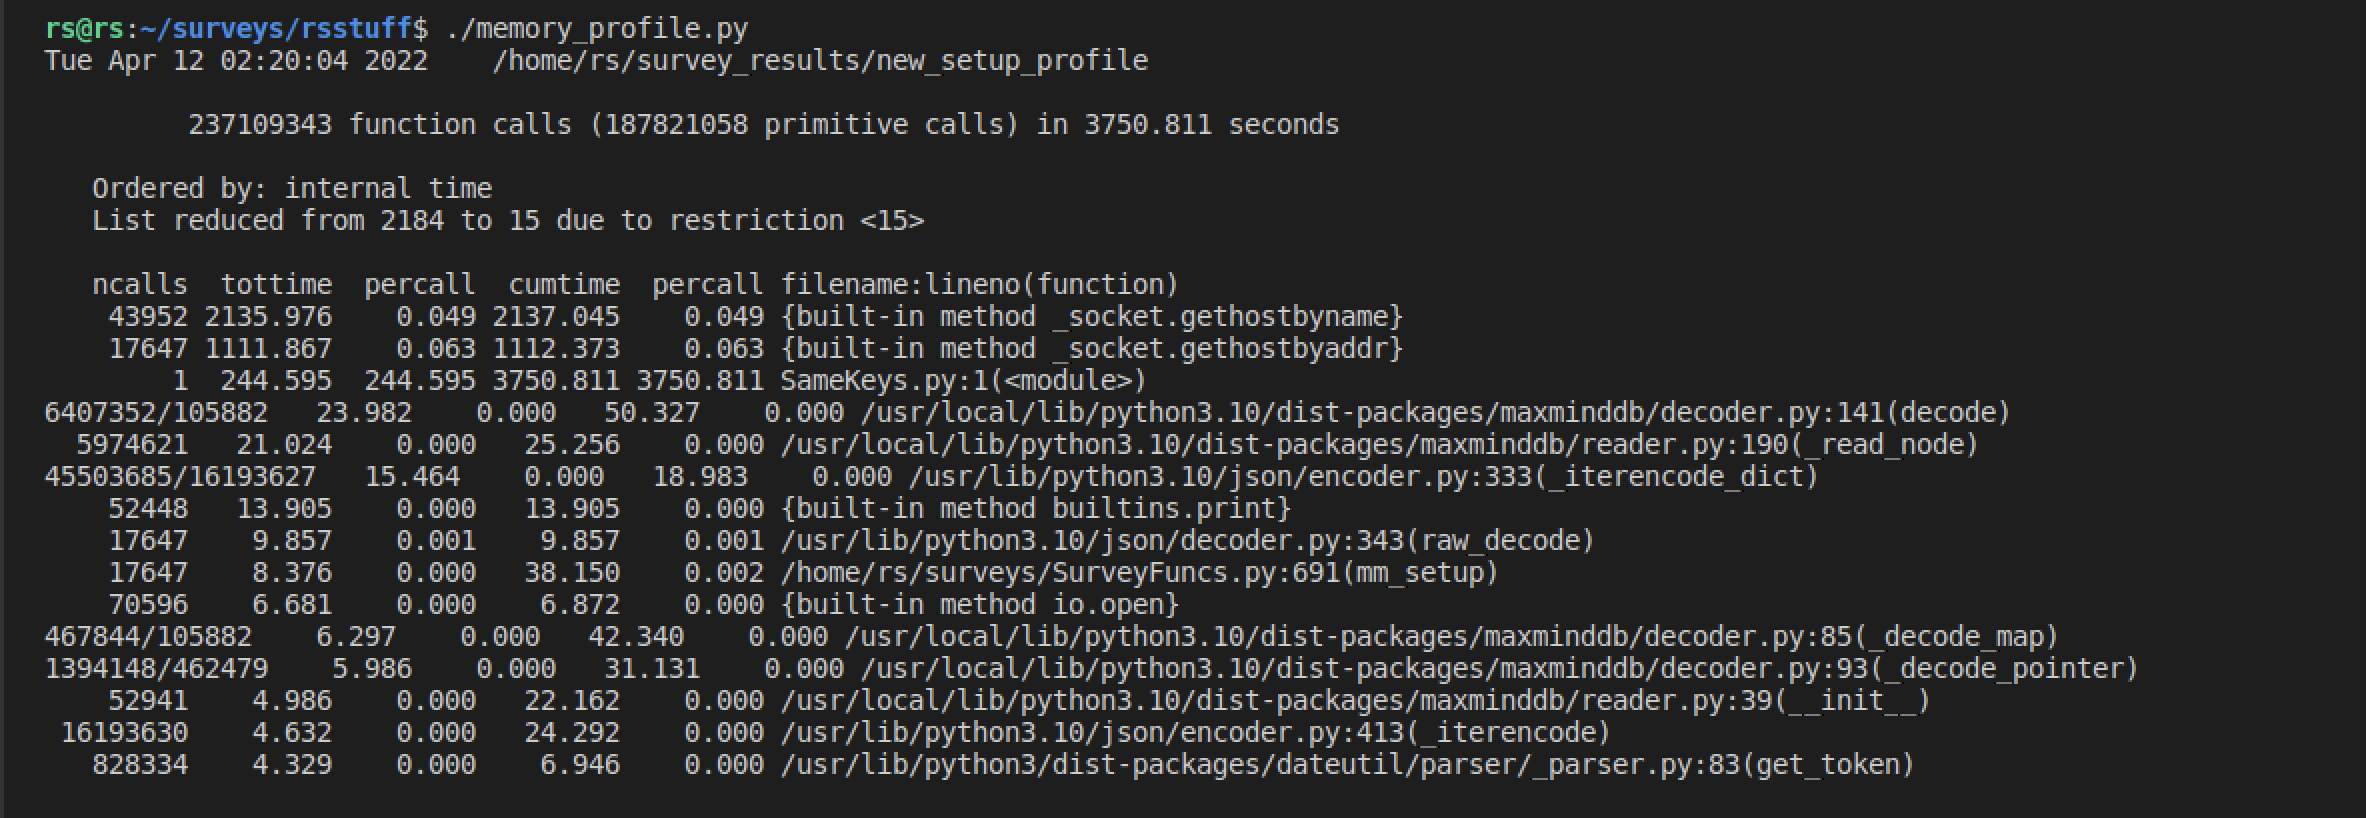 rs@rs:~/surveys/rsstuff$ ./memory_profile.py
Tue Apr 12 02:20:04 2022    /home/rs/survey_results/new_setup_profile

         237109343 function calls (187821058 primitive calls) in 3750.811 seconds

   Ordered by: internal time
   List reduced from 2184 to 15 due to restriction <15>

   ncalls  tottime  percall  cumtime  percall filename:lineno(function)
    43952 2135.976    0.049 2137.045    0.049 {built-in method _socket.gethostbyname}
    17647 1111.867    0.063 1112.373    0.063 {built-in method _socket.gethostbyaddr}
        1  244.595  244.595 3750.811 3750.811 SameKeys.py:1(<module>)
6407352/105882   23.982    0.000   50.327    0.000 /usr/local/lib/python3.10/dist-packages/maxminddb/decoder.py:141(decode)
  5974621   21.024    0.000   25.256    0.000 /usr/local/lib/python3.10/dist-packages/maxminddb/reader.py:190(_read_node)
45503685/16193627   15.464    0.000   18.983    0.000 /usr/lib/python3.10/json/encoder.py:333(_iterencode_dict)
    52448   13.905    0.000   13.905    0.000 {built-in method builtins.print}
    17647    9.857    0.001    9.857    0.001 /usr/lib/python3.10/json/decoder.py:343(raw_decode)
    17647    8.376    0.000   38.150    0.002 /home/rs/surveys/SurveyFuncs.py:691(mm_setup)
    70596    6.681    0.000    6.872    0.000 {built-in method io.open}
467844/105882    6.297    0.000   42.340    0.000 /usr/local/lib/python3.10/dist-packages/maxminddb/decoder.py:85(_decode_map)
1394148/462479    5.986    0.000   31.131    0.000 /usr/local/lib/python3.10/dist-packages/maxminddb/decoder.py:93(_decode_pointer)
    52941    4.986    0.000   22.162    0.000 /usr/local/lib/python3.10/dist-packages/maxminddb/reader.py:39(__init__)
 16193630    4.632    0.000   24.292    0.000 /usr/lib/python3.10/json/encoder.py:413(_iterencode)
   828334    4.329    0.000    6.946    0.000 /usr/lib/python3/dist-packages/dateutil/parser/_parser.py:83(get_token)